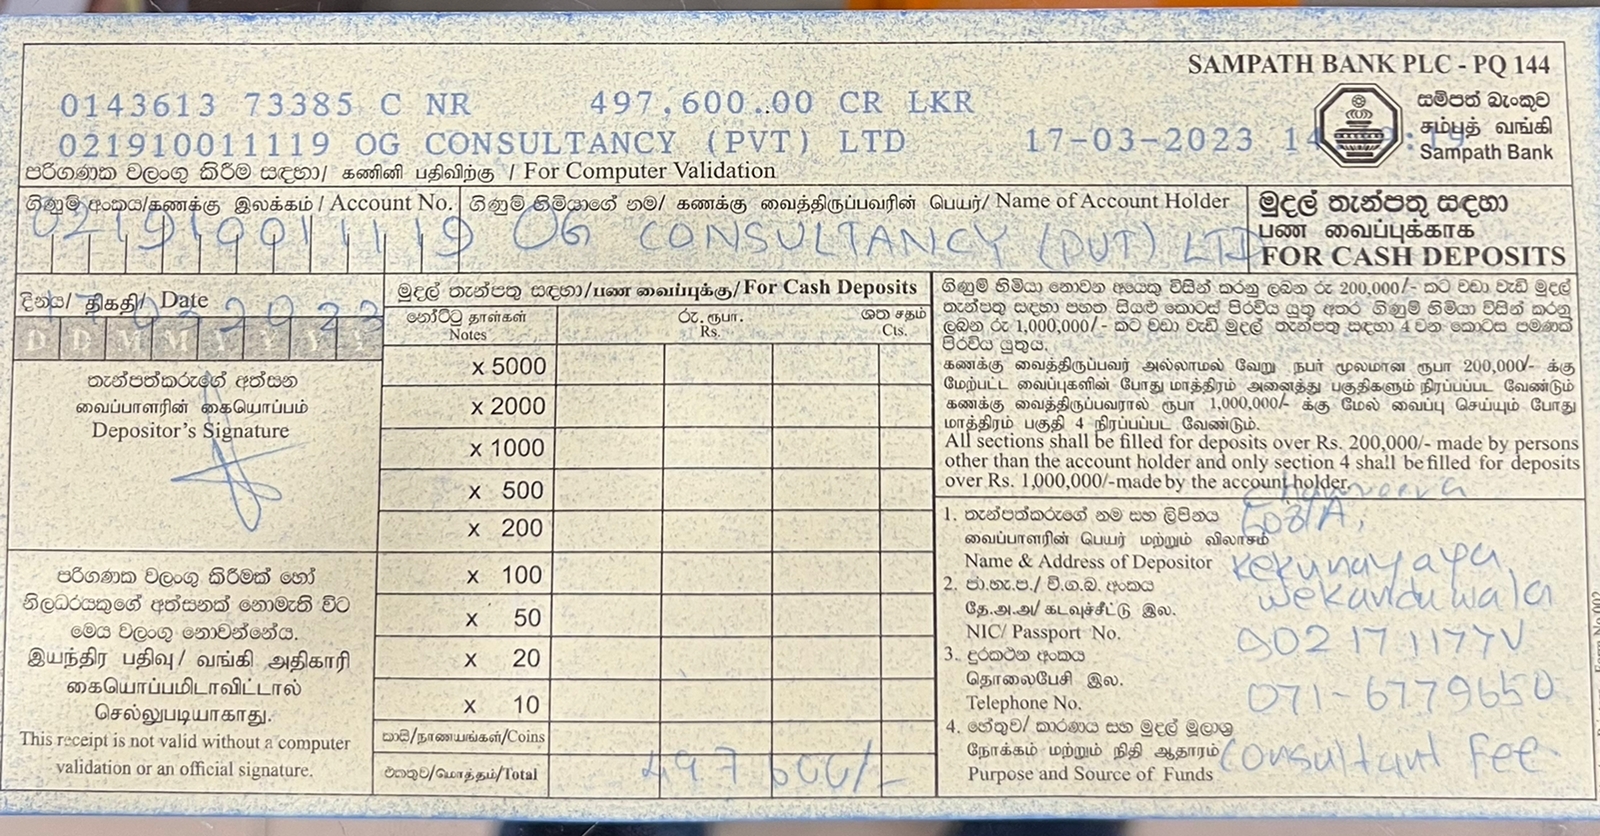 SAMPATH BANK PLC - PQ 144
0143613 73385 C NR 497,600..00 CR LKR
021910011119 OG CONSULTANCY (PVT) LTD 17-03-2023 14
සම්පත් බැංකුව
சம்பத் வங்கி
Sampath Bank
පරිගණක වලංගු කිරීම සඳහා/ கணினி பதிவிற்கு / For Computer Validation
ගිණුම් අංකය/கணக்கு இலக்கம் / Account No.
021910011119
ගිණුම් හිමියාගේ නම/ கணக்கு வைத்திருப்பவரின் பெயர்/ Name of Account Holder
OG CONSULTANCY (PVT) LTD
මුදල් තැන්පතු සඳහා
பண வைப்புக்காக
FOR CASH DEPOSITS
දිනය/ திகதி/ Date
17032023
D D M M Y Y Y Y
තැන්පත්කරුගේ අත්සන
வைப்பாளரின் கையொப்பம்
Depositor's Signature
පරිගණක වලංගු කිරීමක් හෝ
නිලධරයකුගේ අත්සනක් නොමැති විට
මෙය වලංගු නොවන්නේය.
இயந்திர பதிவு/ வங்கி அதிகாரி
கையொப்பமிடாவிட்டால்
செல்லுபடியாகாது.
This receipt is not valid without a computer
validation or an official signature.
මුදල් තැන්පතු සඳහා/பண வைப்புக்கு/For Cash Deposits
නෝට්ටු தாள்கள்
Notes
රු. ரூபா.
Rs.
ශත சதம்
Cts.
x 5000
x 2000
x 1000
x 500
x 200
x 100
x 50
x 20
x 10
කාසි/நாணயங்கள்/Coins
එකතුව/மொத்தம்/Total 497 600/-
ගිණුම් හිමියා නොවන අයෙකු විසින් කරනු ලබන රු 200,000/- කට වඩා වැඩි මුදල්
තැන්පතු සඳහා පහත සියළු කොටස් පිරවිය යුතු අතර ගිණුම් හිමියා විසින් කරනු
ලබන රු 1,000,000/- කට වඩා වැඩි මුදල් තැන්පතු සඳහා 4 වන කොටස පමණක්
පිරවිය යුතුය.
கணக்கு வைத்திருப்பவர் அல்லாமல் வேறு நபர் மூலமான ரூபா 200,000/- க்கு
மேற்பட்ட வைப்புகளின் போது மாத்திரம் அனைத்து பகுதிகளும் நிரப்பப்பட வேண்டும்
கணக்கு வைத்திருப்பவரால் ரூபா 1,000,000/- க்கு மேல் வைப்பு செய்யும் போது
மாத்திரம் பகுதி 4 நிரப்பப்பட வேண்டும்.
All sections shall be filled for deposits over Rs. 200,000/- made by persons
other than the account holder and only section 4 shall be filled for deposits
over Rs. 1,000,000/-made by the account holder.
1. තැන්පත්කරුගේ නම සහ ලිපිනය
வைப்பாளரின் பெயர் மற்றும் விலாசம்
Name & Address of Depositor
Kekunayaya,
Wekanduwala
2. ජා.හැ.ප./ වි.ග.බ. අංකය
தே.அ.அ/ கடவுச்சீட்டு இல.
NIC/ Passport No.
902171177V
3. දුරකථන අංකය
தொலைபேசி இல.
Telephone No.
071-6779650
4. හේතුව/ காரணய සහ මුදල් මූලාශ්‍ර
நோக்கம் மற்றும் நிதி ஆதாரம்
Purpose and Source of Funds
Consultant Fee